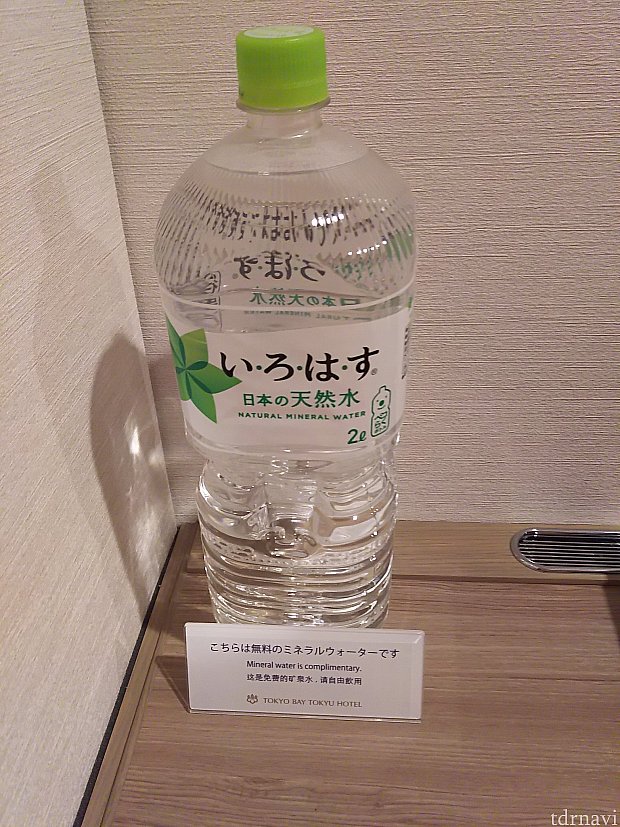 い・ろ・は・す®
日本の天然水
NATURAL MINERAL WATER
2ℓ
こちらは無料のミネラルウォーターです
Mineral water is complimentary.
这是免费的矿泉水 . 请自由飲用
TOKYO BAY TOKYU HOTEL
tdrnavi